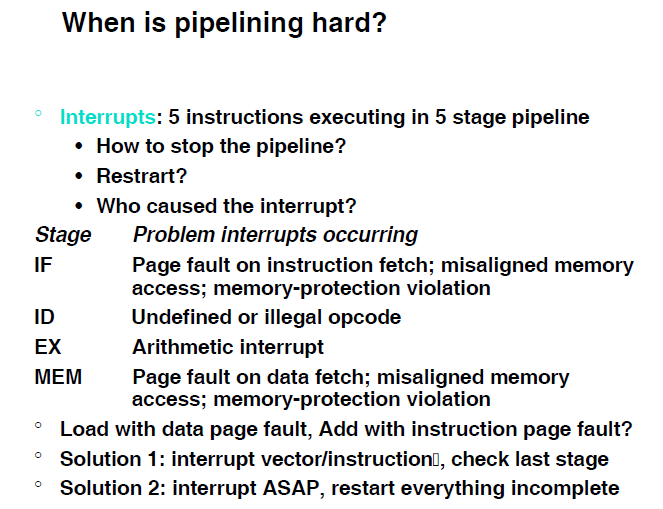 When is pipelining hard?
° Interrupts: 5 instructions executing in 5 stage pipeline
• How to stop the pipeline?
• Restrart?
• Who caused the interrupt?
Stage Problem interrupts occurring
IF Page fault on instruction fetch; misaligned memory
access; memory-protection violation
ID Undefined or illegal opcode
EX Arithmetic interrupt
MEM Page fault on data fetch; misaligned memory
access; memory-protection violation
° Load with data page fault, Add with instruction page fault?
° Solution 1: interrupt vector/instruction▯, check last stage
° Solution 2: interrupt ASAP, restart everything incomplete